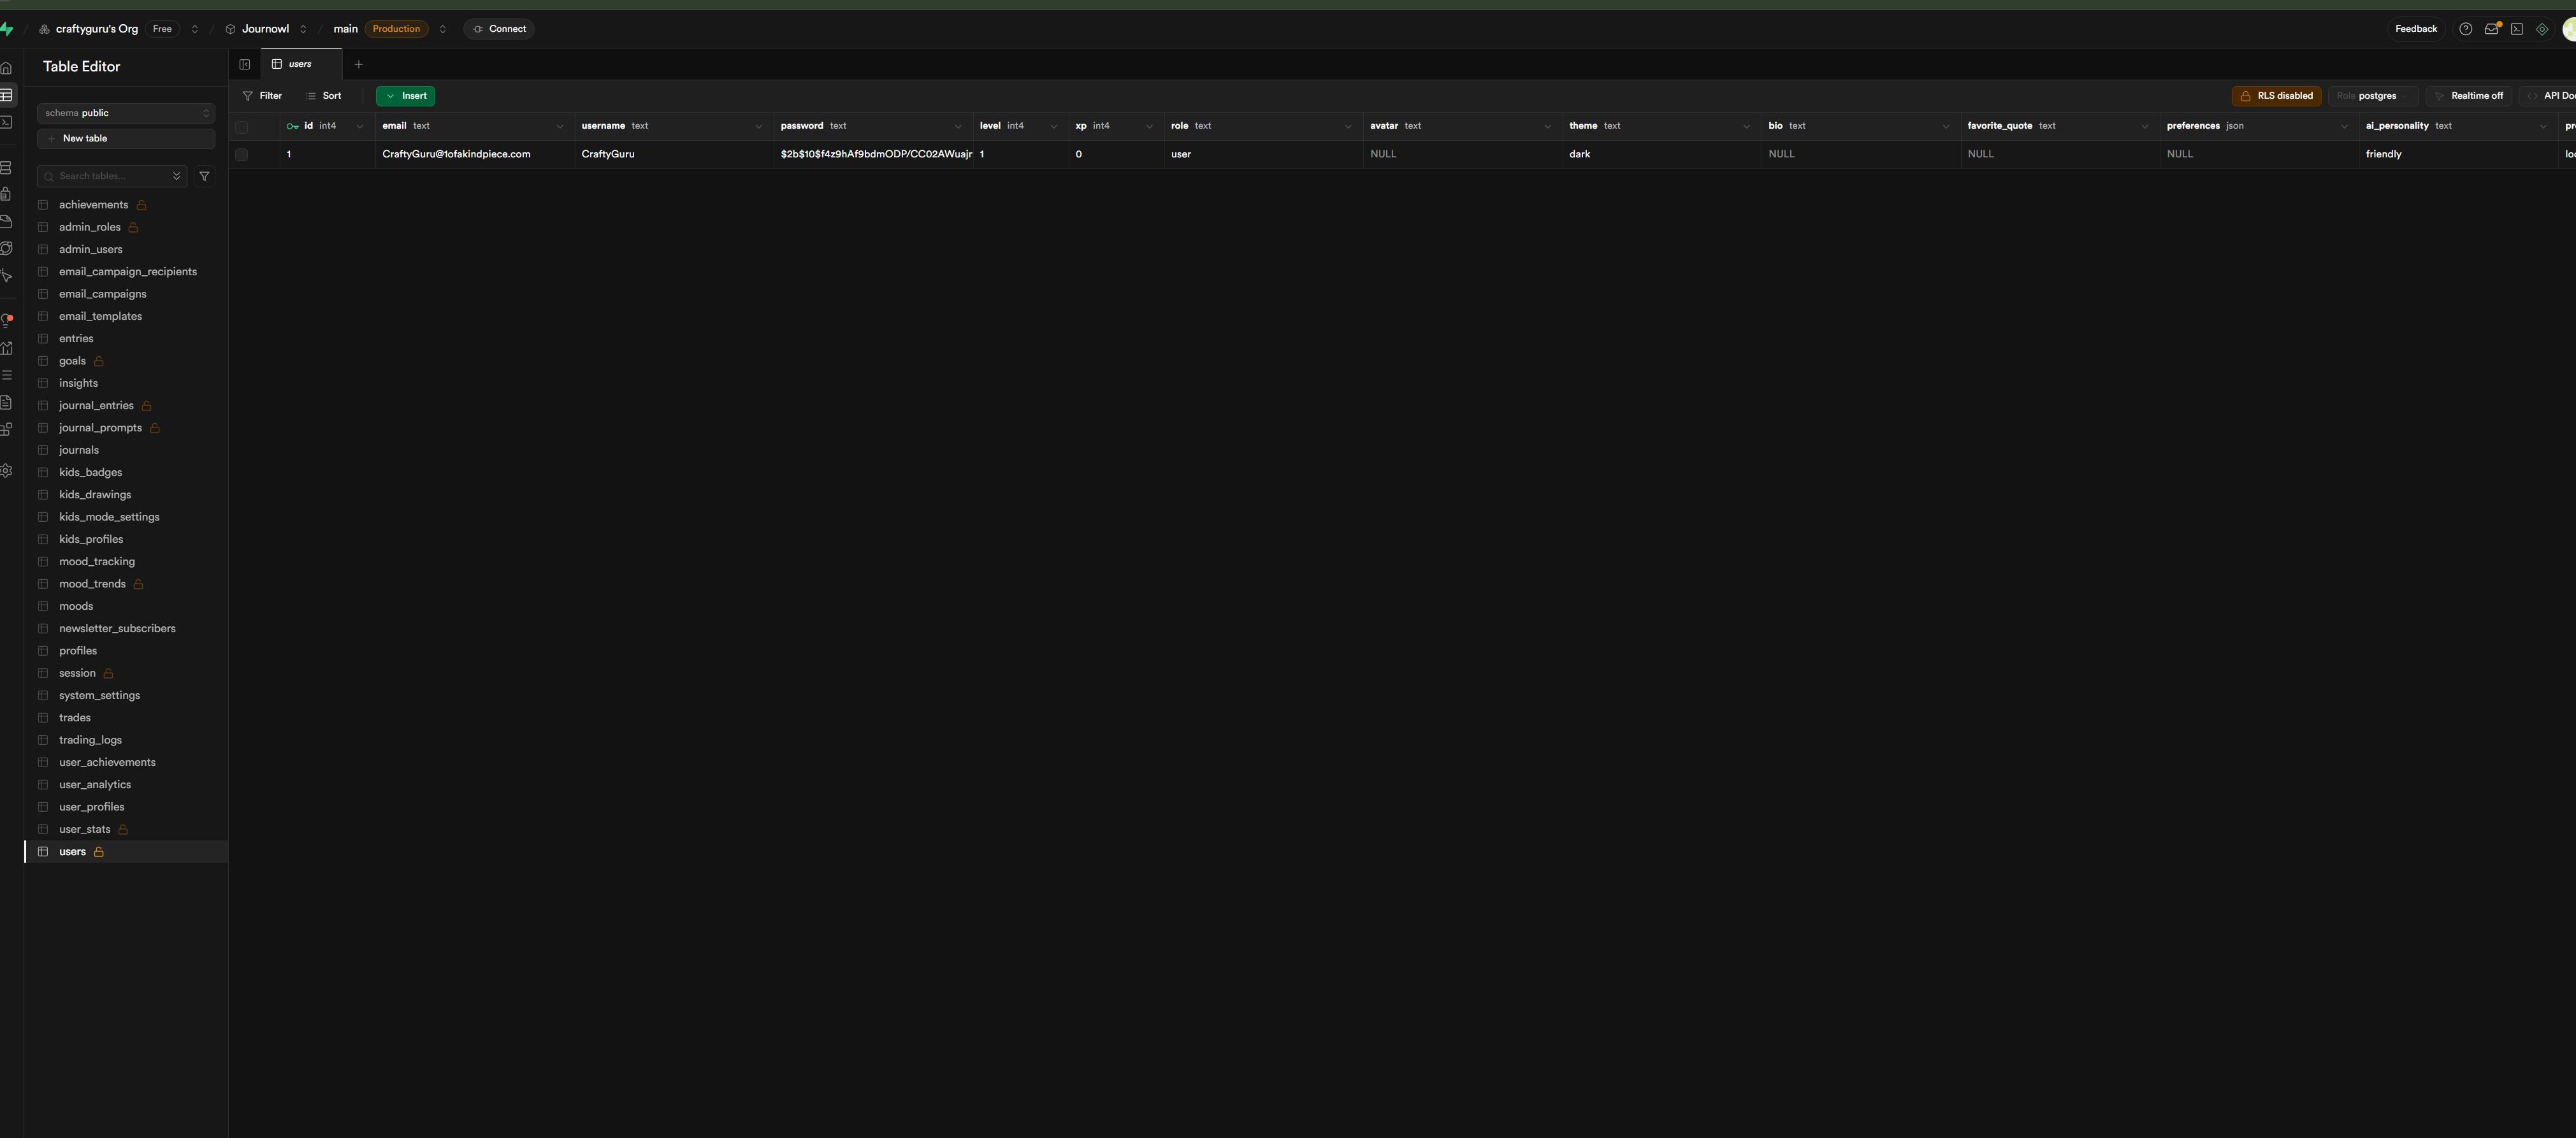 craftyguru's Org Free / Journowl / main Production Connect Feedback
Table Editor
users
schema public
New table
Search tables...
achievements
admin_roles
admin_users
email_campaign_recipients
email_campaigns
email_templates
entries
goals
insights
journal_entries
journal_prompts
journals
kids_badges
kids_drawings
kids_mode_settings
kids_profiles
mood_tracking
mood_trends
moods
newsletter_subscribers
profiles
session
system_settings
trades
trading_logs
user_achievements
user_analytics
user_profiles
user_stats
users
Filter Sort Insert RLS disabled Role postgres Realtime off API Doc
id int4 email text username text password text level int4 xp int4 role text avatar text theme text bio text favorite_quote text preferences json ai_personality text pr
1 CraftyGuru@1ofakindpiece.com CraftyGuru $2b$10$f4z9hAf9bdmODP/CC02AWuajr 1 0 user NULL dark NULL NULL NULL friendly